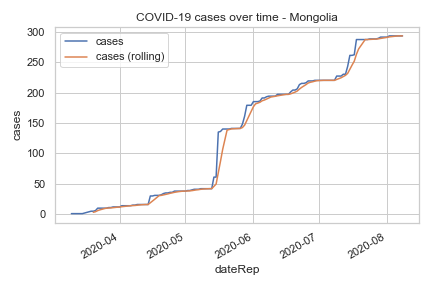 COVID-19 cases over time - Mongolia
cases
cases (rolling)
300
250
200
150
100
50
0
cases
2020-04
2020-05
2020-06
2020-07
2020-08
dateRep